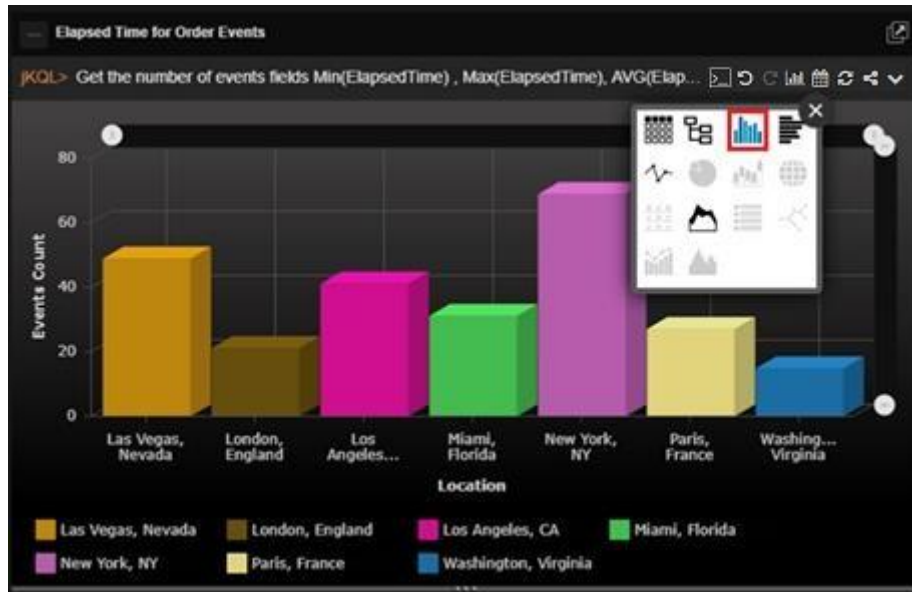 Elapsed Time for Order Events
jKQL> Get the number of events fields Min(ElapsedTime) , Max(ElapsedTime), AVG(Elap...
80
60
40
20
0
Events Count
Las Vegas, Nevada
London, England
Los Angeles...
Miami, Florida
New York, NY
Paris, France
Washing... Virginia
Location
Las Vegas, Nevada London, England Los Angeles, CA Miami, Florida
New York, NY Paris, France Washington, Virginia